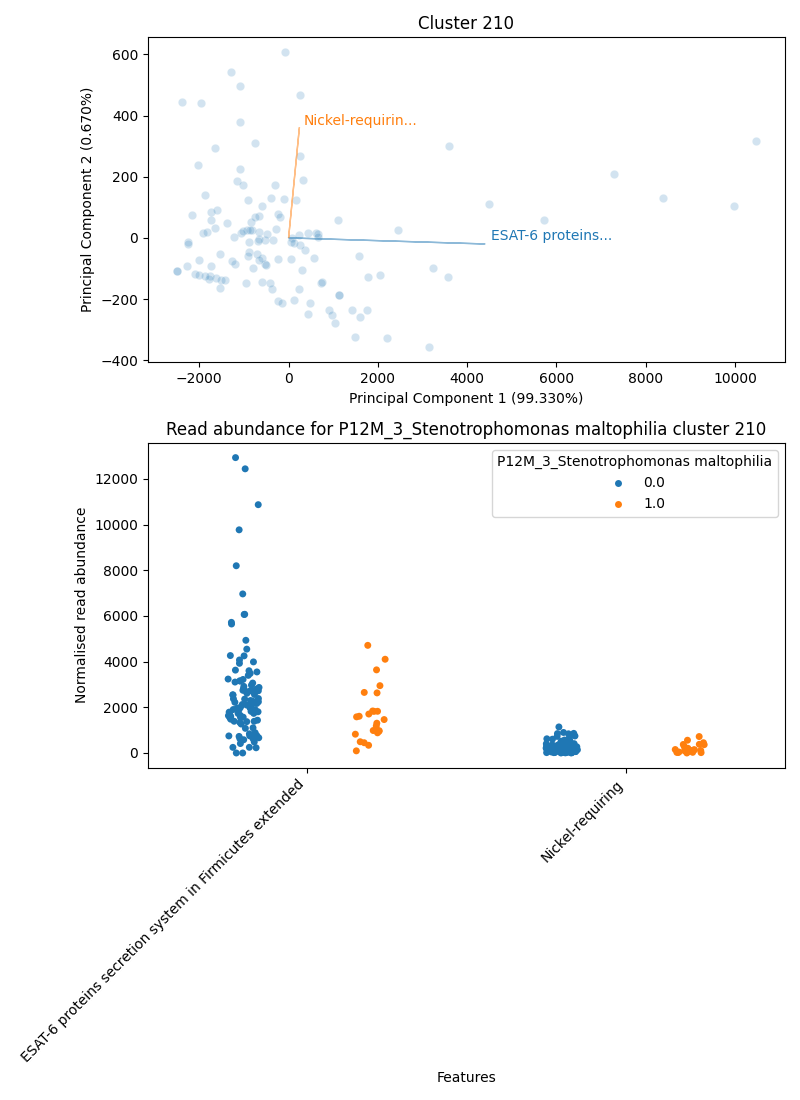 Cluster 210
600
400
200
0
−200
−400
Principal Component 2 (0.670%)
Nickel-requirin...
ESAT-6 proteins...
−2000
0
2000
4000
6000
8000
10000
Principal Component 1 (99.330%)
Read abundance for P12M_3_Stenotrophomonas maltophilia cluster 210
12000
10000
8000
6000
4000
2000
0
Normalised read abundance
P12M_3_Stenotrophomonas maltophilia
0.0
1.0
ESAT-6 proteins secretion system in Firmicutes extended
Nickel-requiring
Features